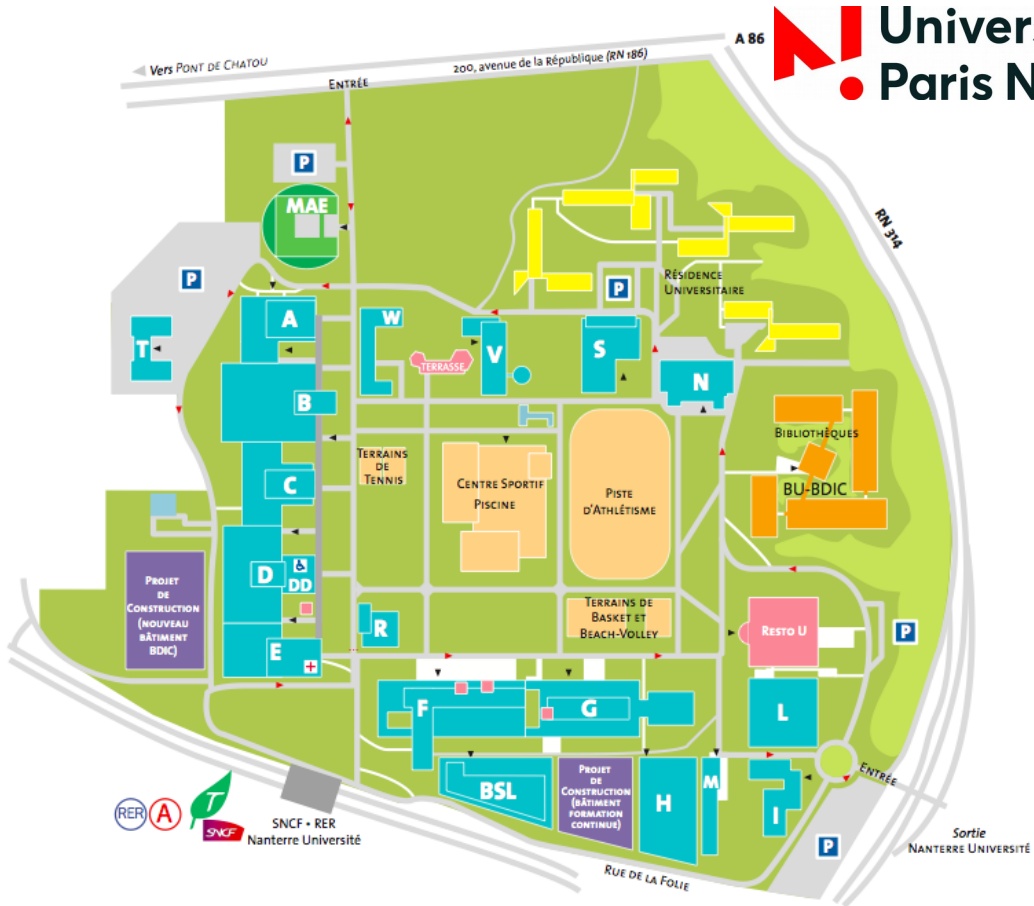 Univers
Paris N
A 86
Vers PONT DE CHATOU
200, avenue de la République (RN 186)
ENTRÉE
P
MAE
RN 314
P
RÉSIDENCE
UNIVERSITAIRE
P
A
W
T
V
S
TERRASSE
N
B
BIBLIOTHÈQUES
TERRAINS
DE
TENNIS
C
CENTRE SPORTIF
PISCINE
PISTE
D'ATHLÉTISME
BU-BDIC
D
DD
PROJET
DE
CONSTRUCTION
(NOUVEAU
BÂTIMENT
BDIC)
TERRAINS DE
BASKET ET
BEACH-VOLLEY
R
RESTO U
P
E
F
G
L
BSL
PROJET
DE
CONSTRUCTION
(BÂTIMENT
FORMATION
CONTINUE)
H
M
I
ENTRÉE
RER
A
T
SNCF
SNCF • RER
Nanterre Université
P
Sortie
NANTERRE UNIVERSITÉ
RUE DE LA FOLIE